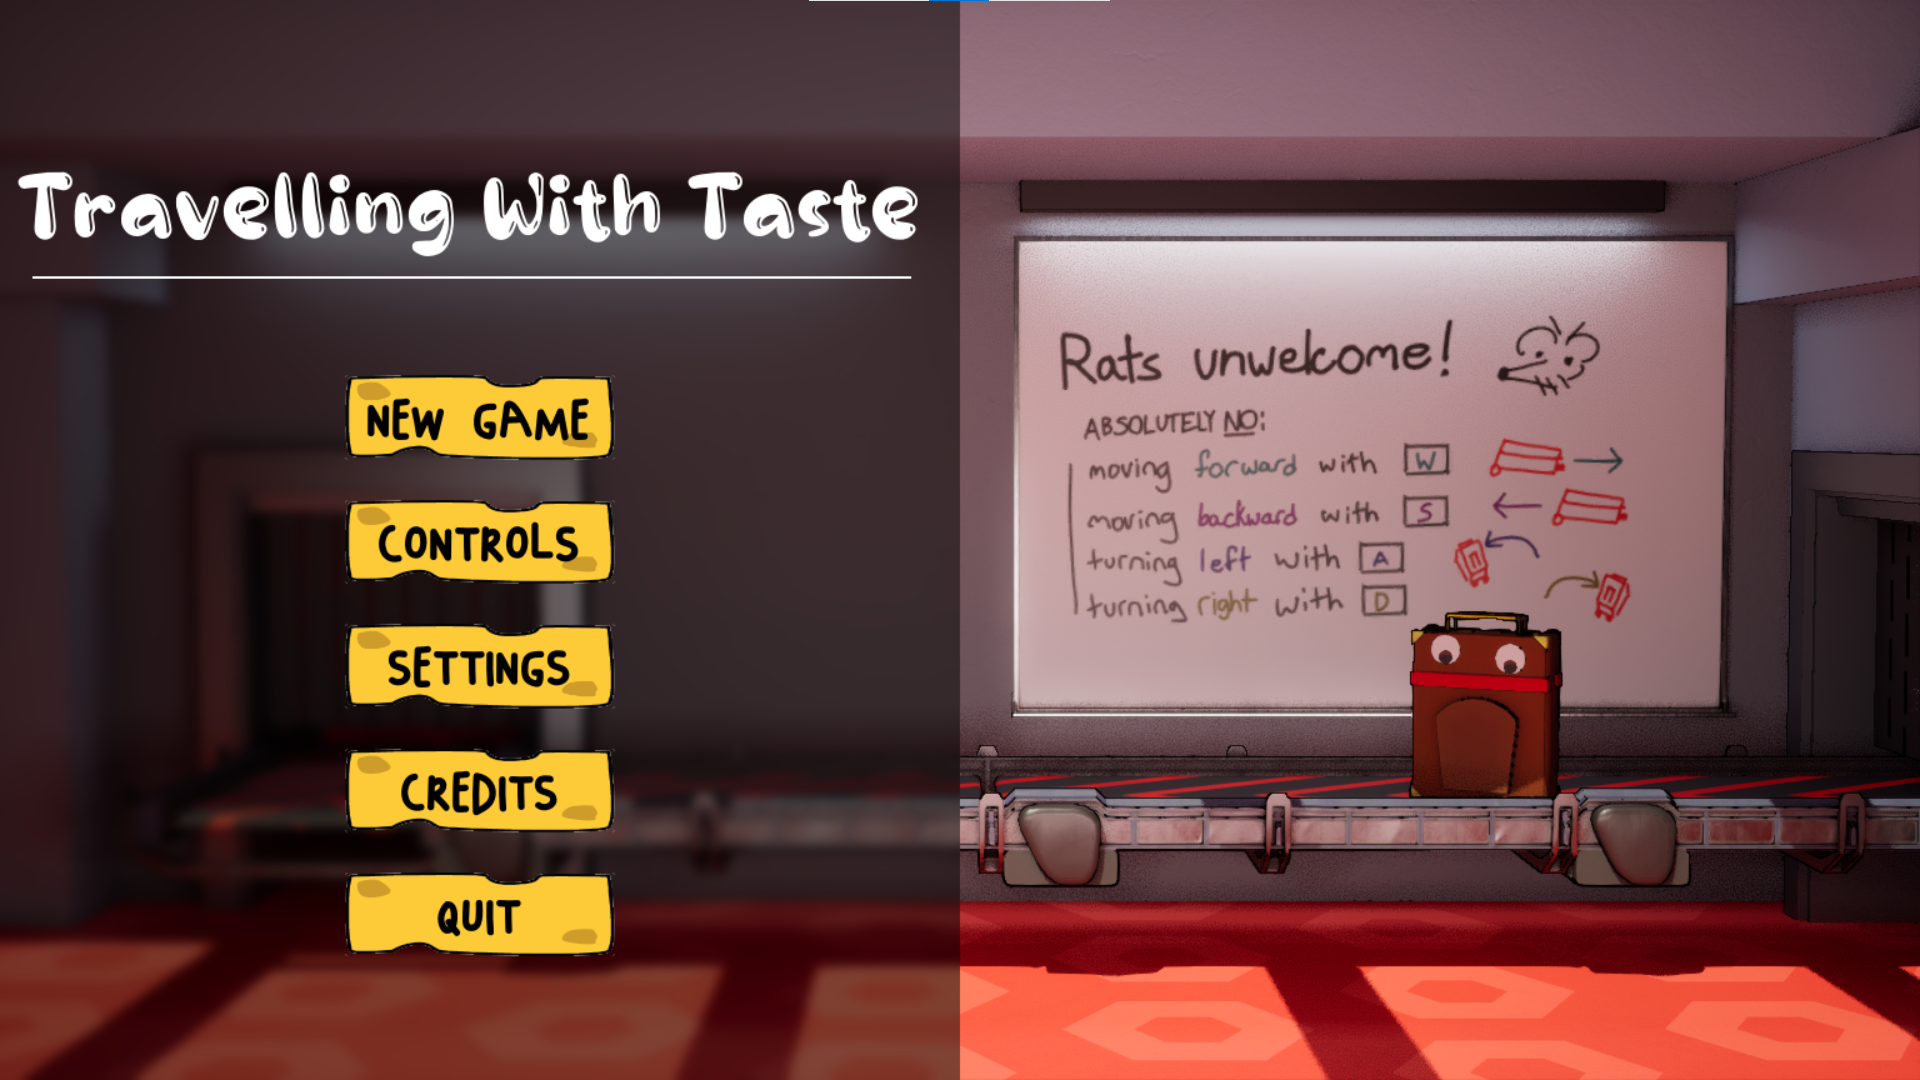 Travelling With Taste
NEW GAME
CONTROLS
SETTINGS
CREDITS
QUIT
Rats unwelcome!
ABSOLUTELY NO:
moving forward with W
moving backward with S
turning left with A
turning right with D